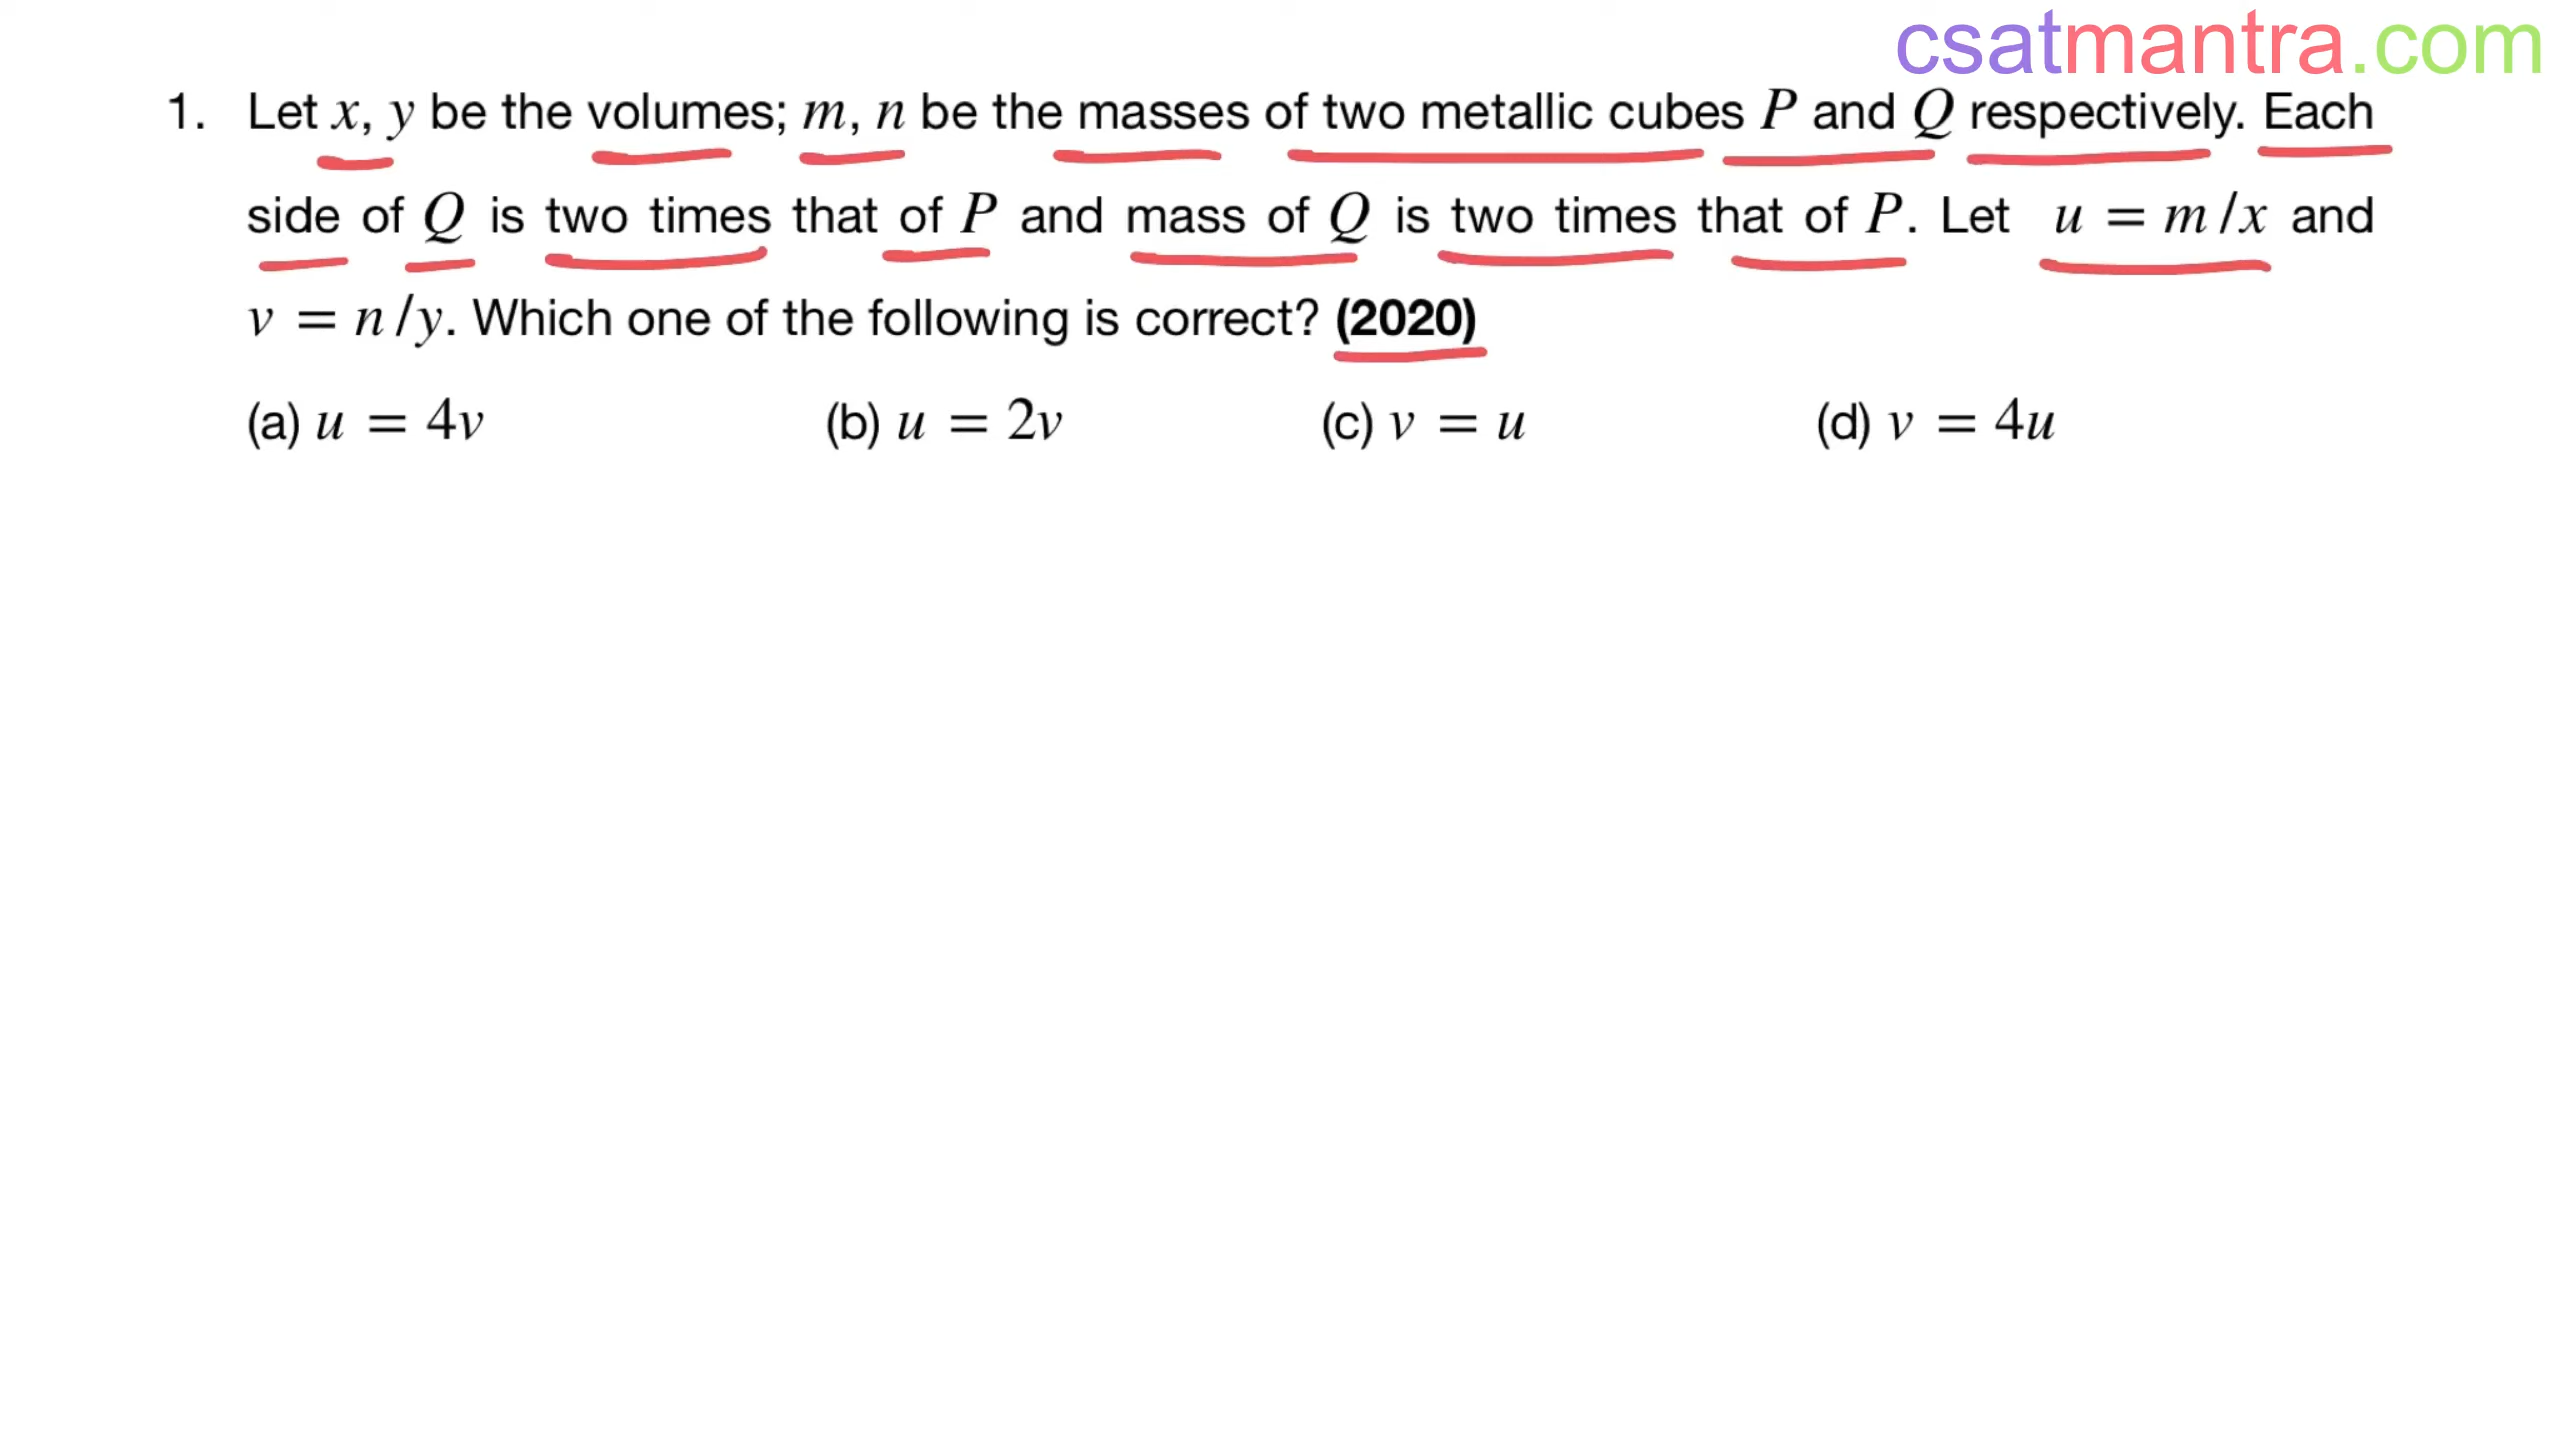 csatmantra.com
1. Let x, y be the volumes; m, n be the masses of two metallic cubes P and Q respectively. Each
side of Q is two times that of P and mass of Q is two times that of P. Let u = m/x and
v = n/y. Which one of the following is correct? (2020)
(a) u = 4v (b) u = 2v (c) v = u (d) v = 4u